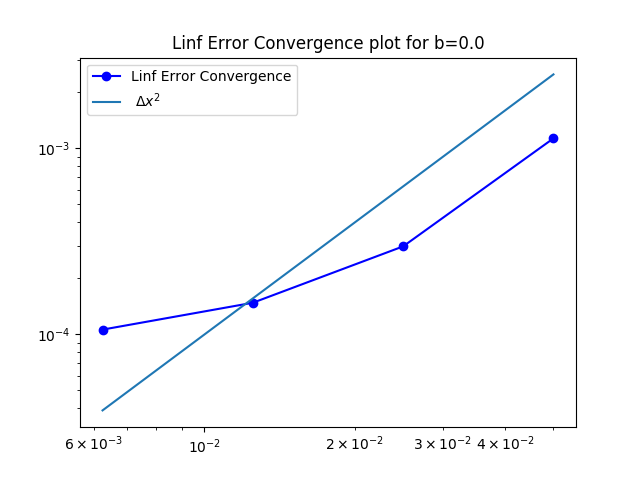 Linf Error Convergence plot for b=0.0
Linf Error Convergence
Δx²
10⁻³
10⁻⁴
6 × 10⁻³
10⁻²
2 × 10⁻²
3 × 10⁻²
4 × 10⁻²